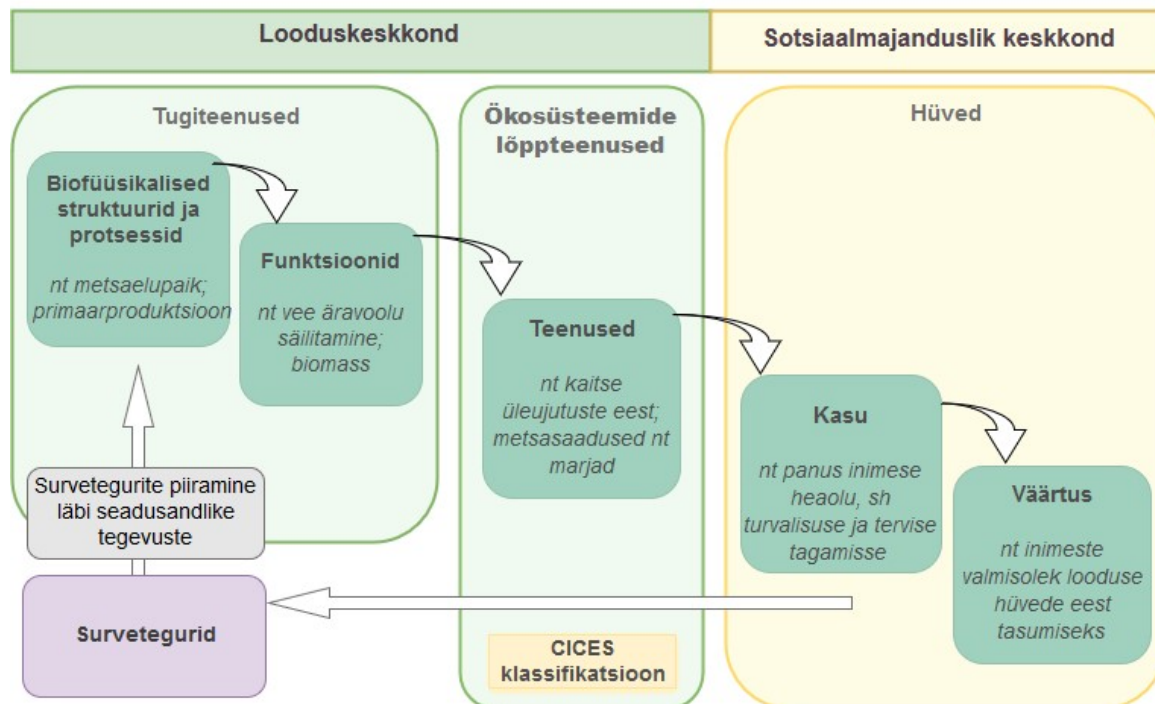 Looduskeskkond
Sotsiaalmajanduslik keskkond
Tugiteenused
Biofüüsikalised
struktuurid ja
protsessid
nt metsaelupaik;
primaarproduktsioon
Funktsioonid
nt vee äravoolu
säilitamine;
biomass
Survetegurite piiramine
läbi seadusandlike
tegevuste
Survetegurid
Ökosüsteemide
lõppteenused
Teenused
nt kaitse
üleujutuste eest;
metsasaadused nt
marjad
CICES
klassifikatsioon
Hüved
Kasu
nt panus inimese
heaolu, sh
turvalisuse ja tervise
tagamisse
Väärtus
nt inimeste
valmisolek looduse
hüvede eest
tasumiseks